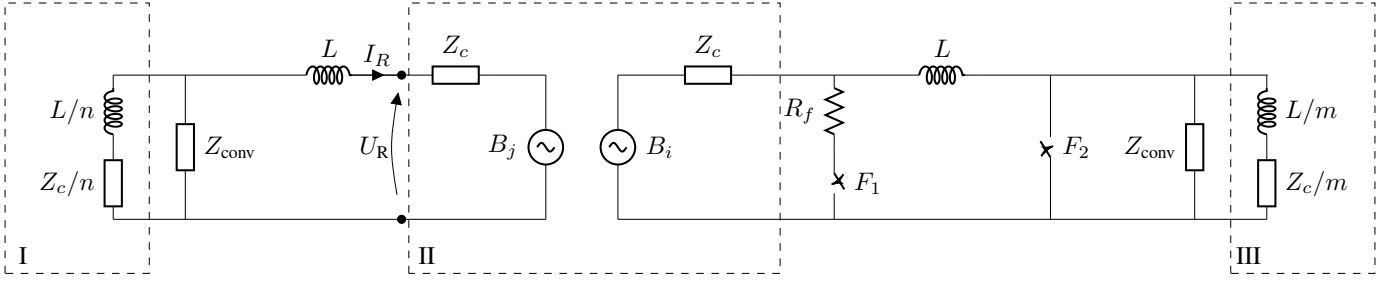 L
I_R
Z_c
Z_c
L
L/n
Z_c/n
Z_conv
U_R
B_j
B_i
R_f
F_1
F_2
Z_conv
L/m
Z_c/m
I
II
III